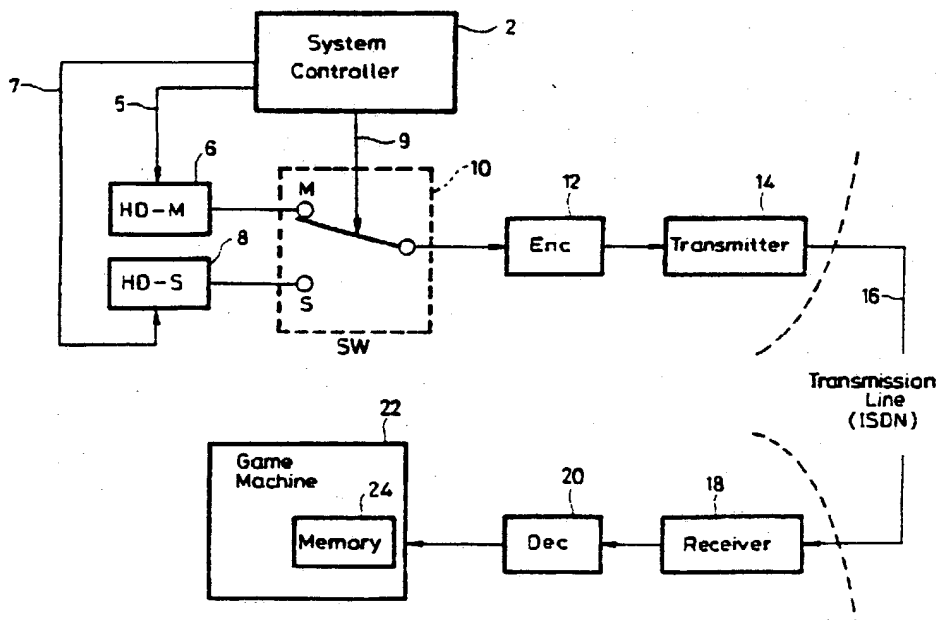 2
System
Controller
7
5
9
6
10
M
12
14
HD-M
8
Enc
Transmitter
HD-S
S
16
SW
Transmission
Line
(ISDN)
22
Game
Machine
24
20
18
Memory
Dec
Receiver